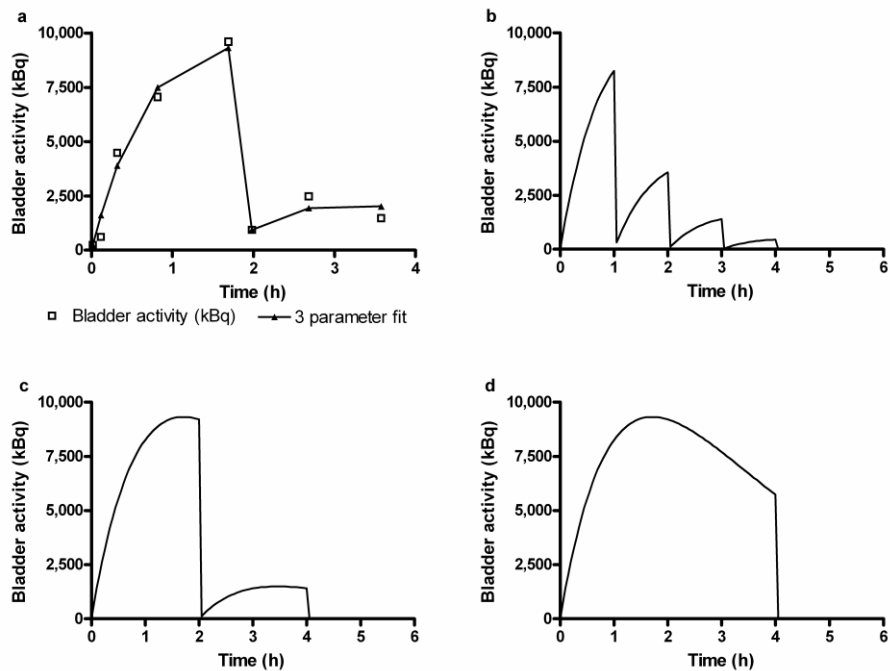 a
10,000
7,500
5,000
2,500
0
Bladder activity (kBq)
0 1 2 3 4
Time (h)
Bladder activity (kBq) 3 parameter fit
b
10,000
7,500
5,000
2,500
0
Bladder activity (kBq)
0 1 2 3 4 5 6
Time (h)
c
10,000
7,500
5,000
2,500
0
Bladder activity (kBq)
0 1 2 3 4 5 6
Time (h)
d
10,000
7,500
5,000
2,500
0
Bladder activity (kBq)
0 1 2 3 4 5 6
Time (h)